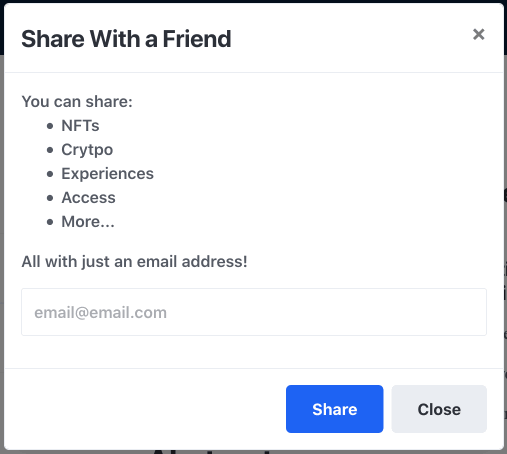 Share With a Friend
×
You can share:
• NFTs
• Crytpo
• Experiences
• Access
• More...
All with just an email address!
email@email.com
Share
Close